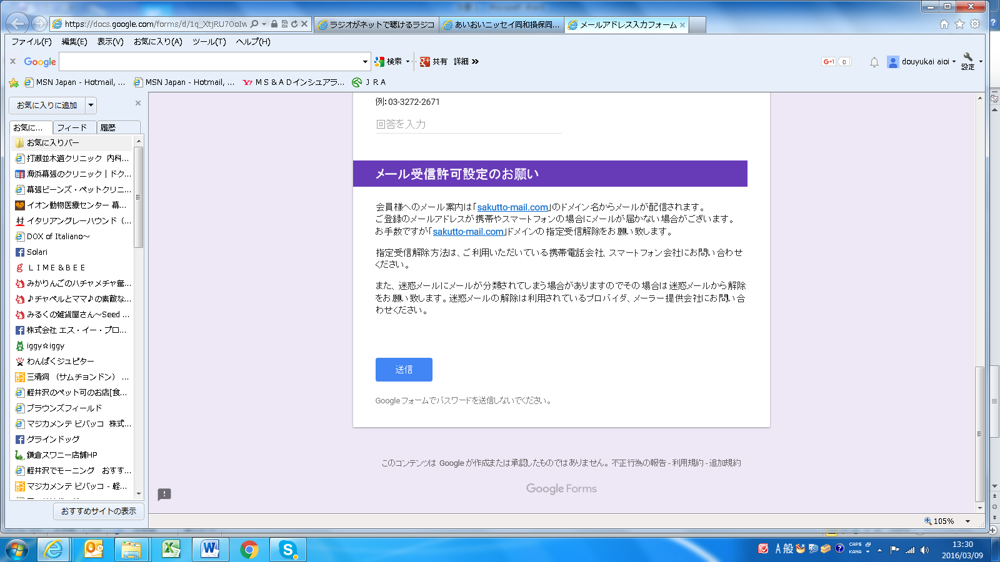 https://docs.google.com/forms/d/1q_XtjRU7OoIw
ラジオがネットで聴けるラジコ
あいおいニッセイ同和損保同...
メールアドレス入力フォーム
ファイル(F) 編集(E) 表示(V) お気に入り(A) ツール(T) ヘルプ(H)
Google
検索
共有
詳細 »
G+1 0
douyukai aioi
設定
MSN Japan - Hotmail, ...
MSN Japan - Hotmail, ...
ＭＳ＆ＡＤインシュアラ...
ＪＲＡ
お気に入りに追加
お気に...
フィード
履歴
お気に入りバー
打瀬並木道クリニック 内科...
海浜幕張のクリニック｜ドク...
幕張ビーンズ・ペットクリニ...
イオン動物医療センター 幕...
イタリアングレーハウンド（...
DOX of Italiano～
Solari
ＬＩＭＥ＆ＢＥＥ
みかりんごのハチャメチャ奮...
♪チャペルとママ♪の素敵な...
みるくの雑貨屋さん～Seed ...
株式会社 エス・イー・プロ...
iggy☆iggy
わんぱくジュピター
三清洞 （サムチョンドン） ...
軽井沢のペット可のお店[食...
ブラウンズフィールド
マジカメンテ ビバッコ 株式...
グラインドッグ
鎌倉スワニー店舗HP
軽井沢でモーニング　おすす...
マジカメンテ ビバッコ - 軽...
おすすめサイトの表示
例：03-3272-2671
回答を入力
メール受信許可設定のお願い
会員様へのメール案内は「sakutto-mail.com」のドメイン名からメールが配信されます。
ご登録のメールアドレスが携帯やスマートフォンの場合にメールが届かない場合がございます。
お手数ですが「sakutto-mail.com」ドメインの指定受信解除をお願い致します。
指定受信解除方法は、ご利用いただいている携帯電話会社、スマートフォン会社にお問い合わせ
ください。
また、迷惑メールにメールが分類されてしまう場合がありますのでその場合は迷惑メールから解除
をお願い致します。迷惑メールの解除は利用されているプロバイダ、メーラー提供会社にお問い合
わせください。
送信
Google フォームでパスワードを送信しないでください。
このコンテンツは Google が作成または承認したものではありません。 不正行為の報告 - 利用規約 - 追加規約
Google Forms
105%
A 般
CAPS
KANA
13:30
2016/03/09